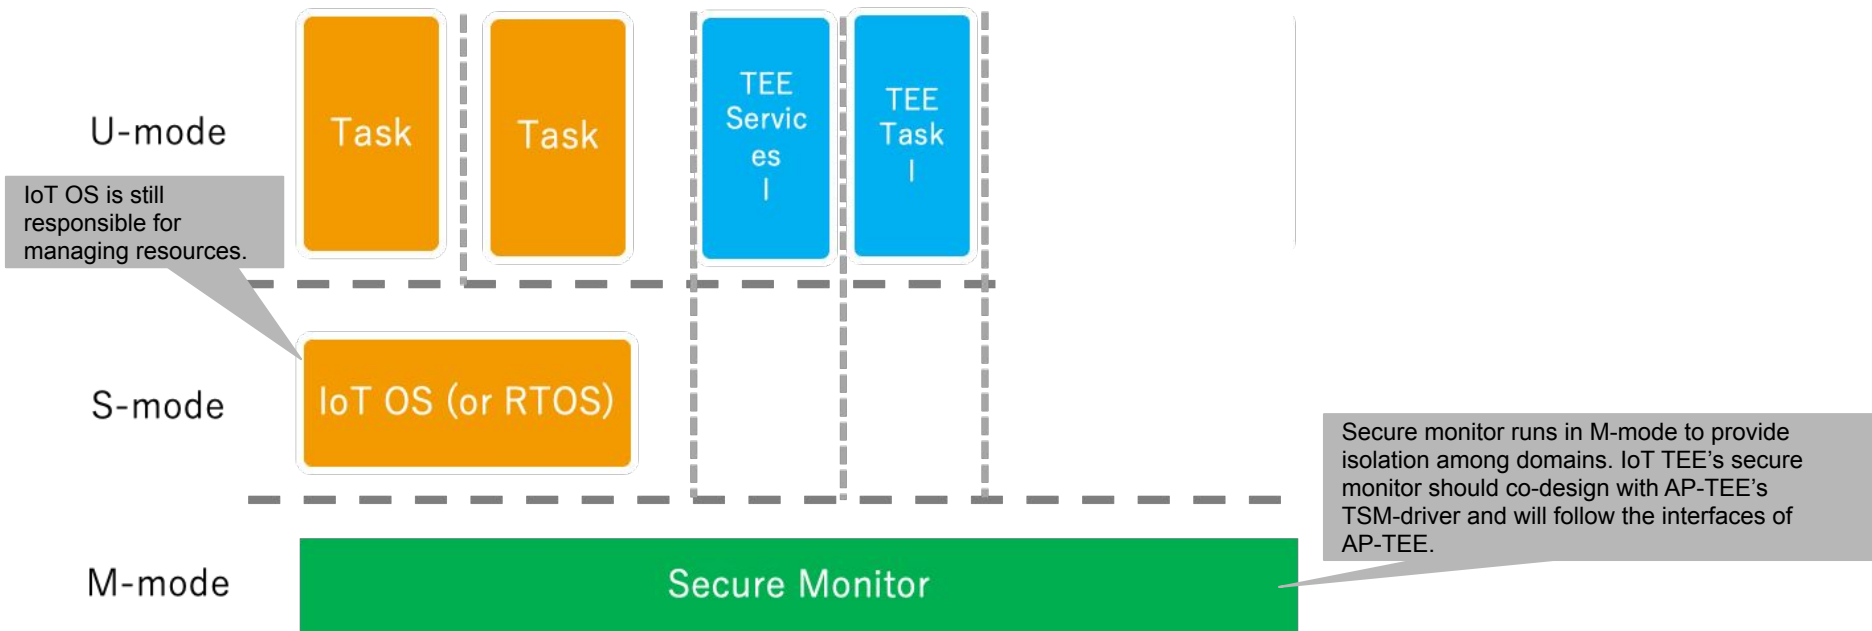 U-mode
Task
Task
TEE
Servic
es
I
TEE
Task
I
IoT OS is still
responsible for
managing resources.
S-mode
IoT OS (or RTOS)
Secure monitor runs in M-mode to provide
isolation among domains. IoT TEE’s secure
monitor should co-design with AP-TEE’s
TSM-driver and will follow the interfaces of
AP-TEE.
M-mode
Secure Monitor